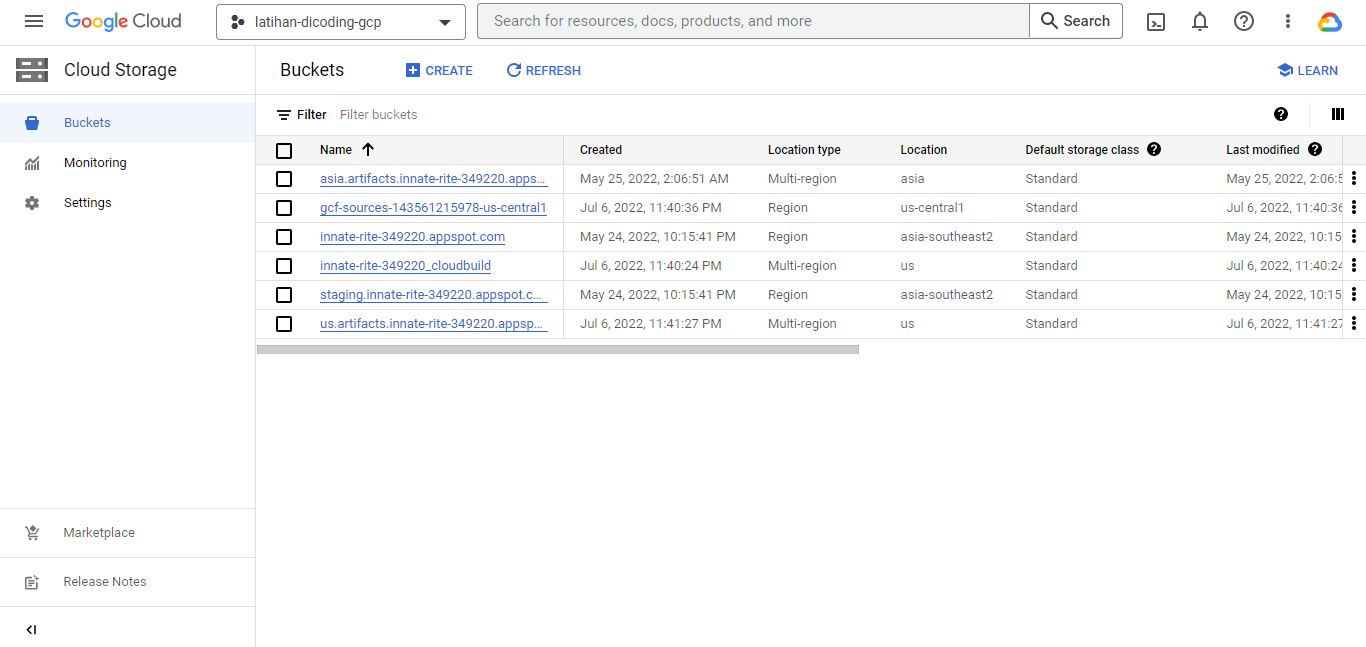 Google Cloud latihan-dicoding-gcp Search for resources, docs, products, and more Search
Cloud Storage
Buckets
Monitoring
Settings
Marketplace
Release Notes
Buckets CREATE REFRESH LEARN
Filter Filter buckets
Name Created Location type Location Default storage class Last modified
asia.artifacts.innate-rite-349220.apps... May 25, 2022, 2:06:51 AM Multi-region asia Standard May 25, 2022, 2:06:5
gcf-sources-143561215978-us-central1 Jul 6, 2022, 11:40:36 PM Region us-central1 Standard Jul 6, 2022, 11:40:36
innate-rite-349220.appspot.com May 24, 2022, 10:15:41 PM Region asia-southeast2 Standard May 24, 2022, 10:15
innate-rite-349220_cloudbuild Jul 6, 2022, 11:40:24 PM Multi-region us Standard Jul 6, 2022, 11:40:24
staging.innate-rite-349220.appspot.c... May 24, 2022, 10:15:41 PM Region asia-southeast2 Standard May 24, 2022, 10:15
us.artifacts.innate-rite-349220.appsp... Jul 6, 2022, 11:41:27 PM Multi-region us Standard Jul 6, 2022, 11:41:27